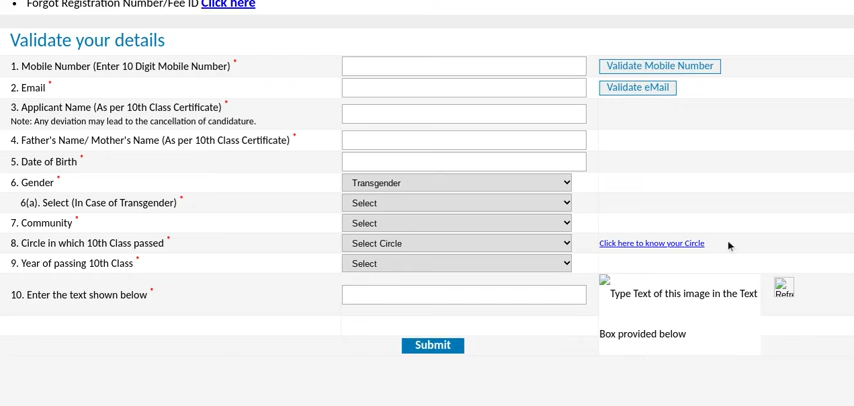 • Forgot Registration Number/Fee ID Click here
Validate your details
1. Mobile Number (Enter 10 Digit Mobile Number) * Validate Mobile Number
2. Email * Validate eMail
3. Applicant Name (As per 10th Class Certificate) *
Note: Any deviation may lead to the cancellation of candidature.
4. Father's Name/ Mother's Name (As per 10th Class Certificate) *
5. Date of Birth *
6. Gender * Transgender
6(a). Select (In Case of Transgender) * Select
7. Community * Select
8. Circle in which 10th Class passed * Select Circle Click here to know your Circle
9. Year of passing 10th Class * Select
10. Enter the text shown below * Type Text of this image in the Text
Box provided below
Submit